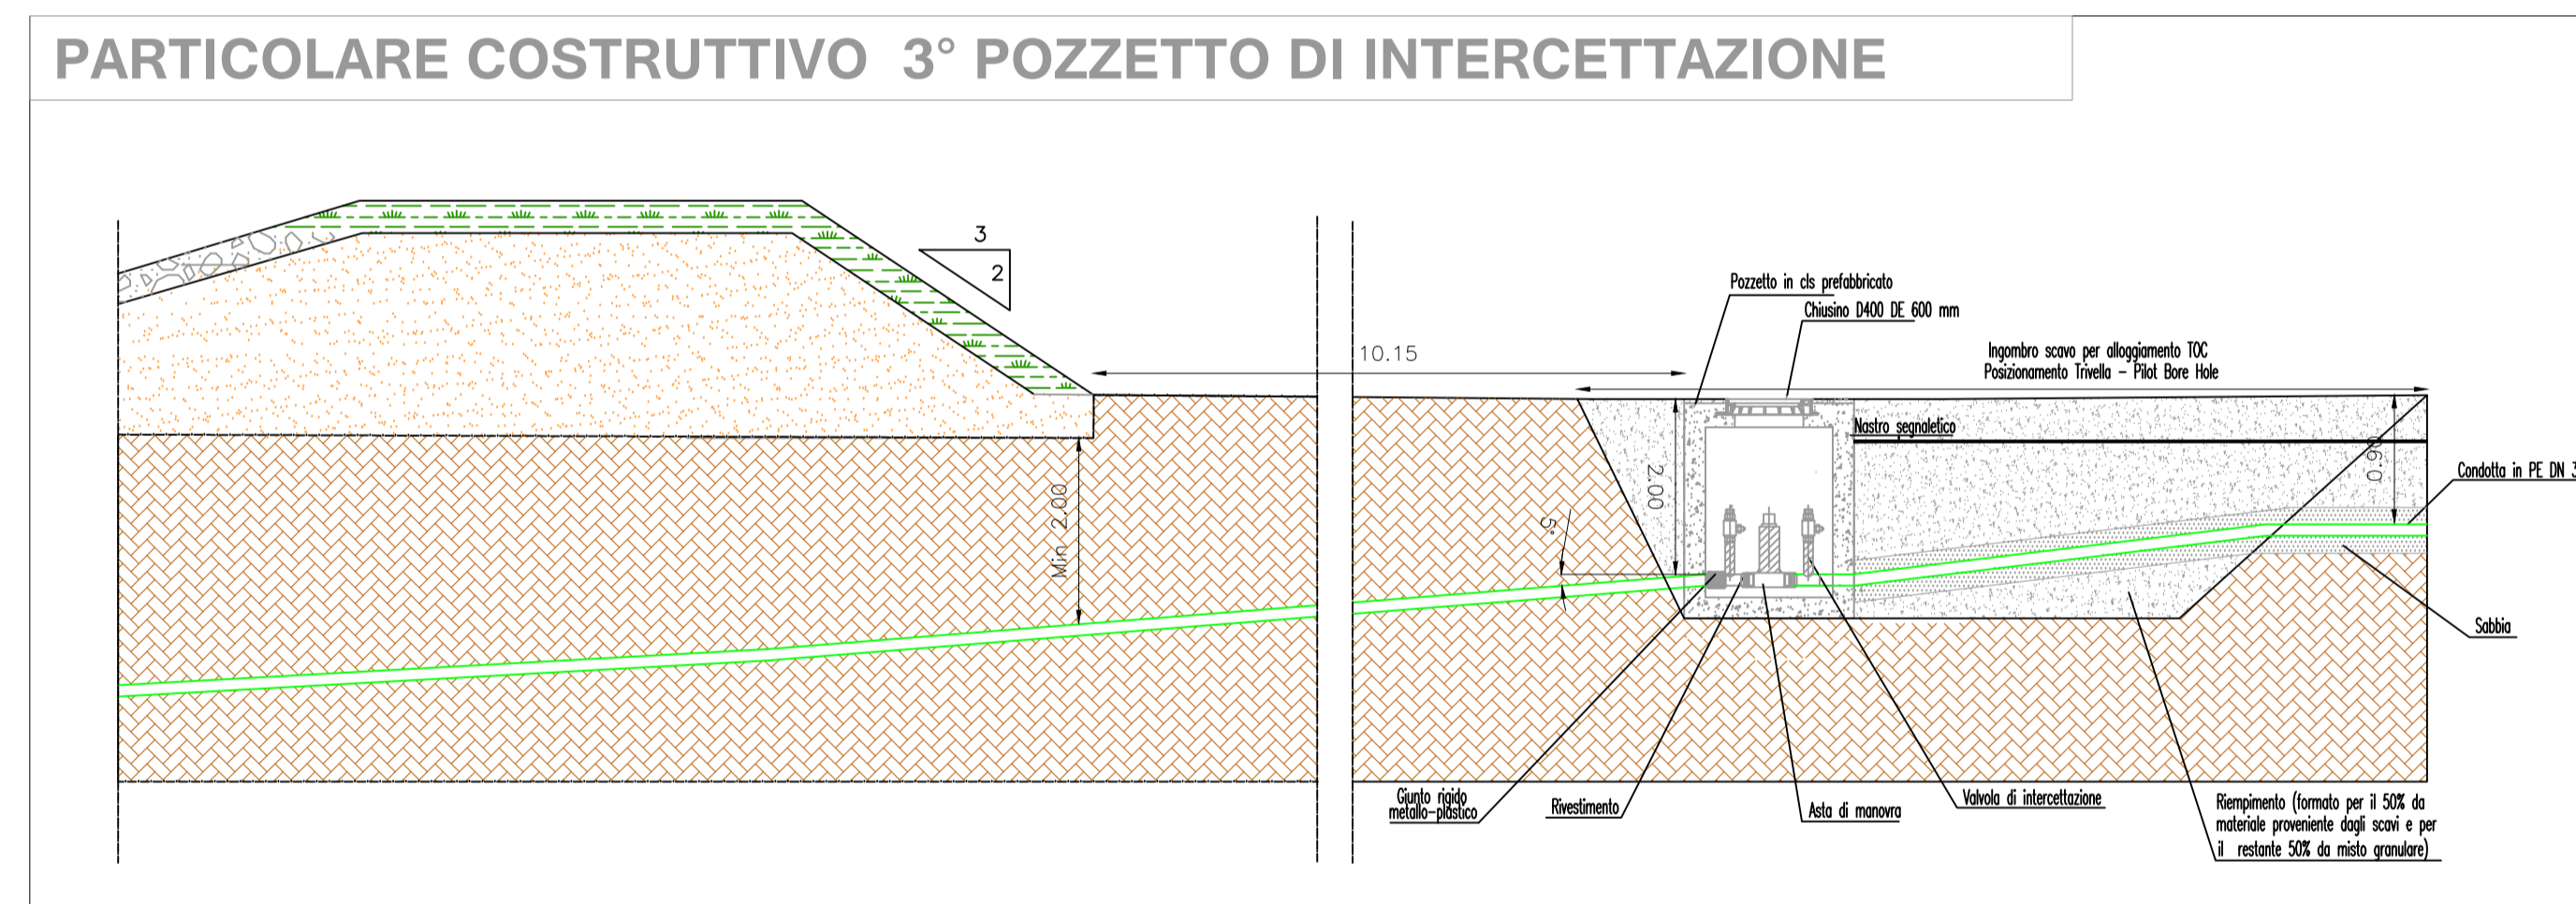 PARTICOLARE COSTRUTTIVO 3° POZZETTO DI INTERCETTAZIONE
3
2
Pozzetto in cls prefabbricato
Chiusino D400 DE 600 mm
10.15
Ingombro scavo per alloggiamento TOC
Posizionamento Trivella – Pilot Bore Hole
Nastro segnaletico
0.90
2.00
Condotta in PE DN 3
Min 2.00
5°
Sabbia
Giunto rigido
metallo-plastico
Rivestimento
Asta di manovra
Valvola di intercettazione
Riempimento (formato per il 50% da
materiale proveniente dagli scavi e per
il restante 50% da misto granulare)